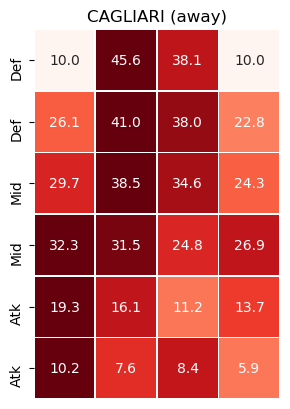 CAGLIARI (away)
Def 10.0 45.6 38.1 10.0
Def 26.1 41.0 38.0 22.8
Mid 29.7 38.5 34.6 24.3
Mid 32.3 31.5 24.8 26.9
Atk 19.3 16.1 11.2 13.7
Atk 10.2 7.6 8.4 5.9